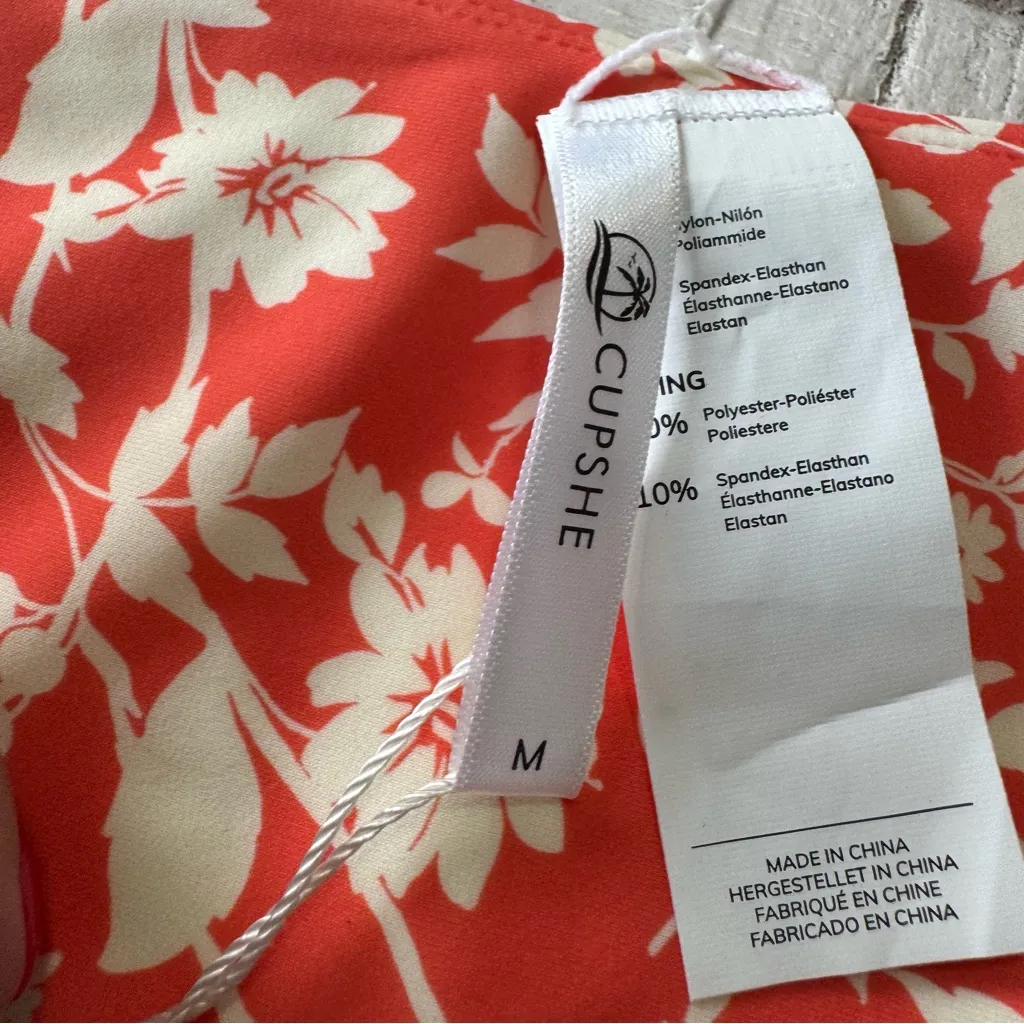 CUPSHE
M
ylon-Nilón
Poliammide
Spandex-Elasthan
Élasthanne-Elastano
Elastan
ING
0% Polyester-Poliéster
Poliestere
10% Spandex-Elasthan
Élasthanne-Elastano
Elastan
MADE IN CHINA
HERGESTELLET IN CHINA
FABRIQUÉ EN CHINE
FABRICADO EN CHINA